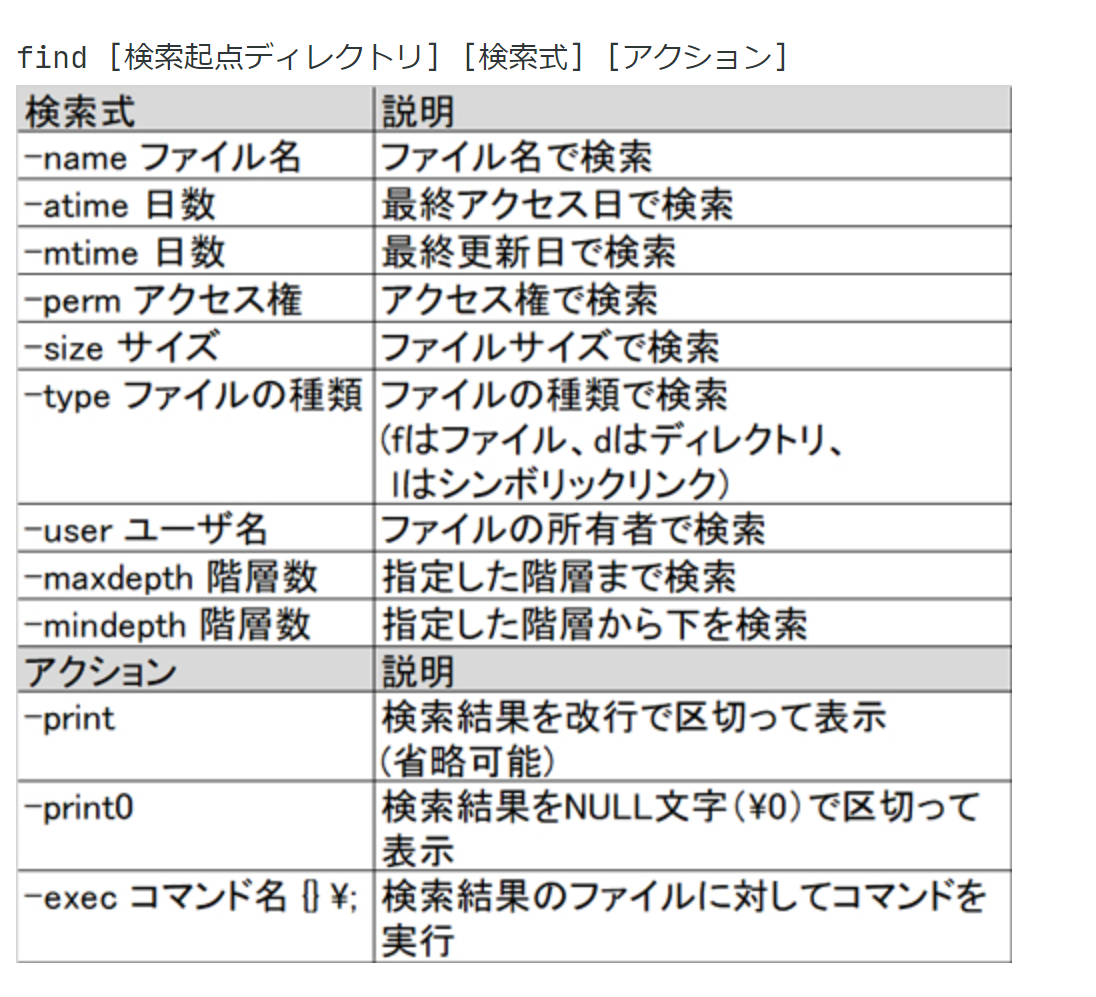 find [検索起点ディレクトリ] [検索式] [アクション]
検索式 説明
-name ファイル名 ファイル名で検索
-atime 日数 最終アクセス日で検索
-mtime 日数 最終更新日で検索
-perm アクセス権 アクセス権で検索
-size サイズ ファイルサイズで検索
-type ファイルの種類 ファイルの種類で検索
(fはファイル、dはディレクトリ、
lはシンボリックリンク)
-user ユーザ名 ファイルの所有者で検索
-maxdepth 階層数 指定した階層まで検索
-mindepth 階層数 指定した階層から下を検索
アクション 説明
-print 検索結果を改行で区切って表示
(省略可能)
-print0 検索結果をNULL文字(¥0)で区切って
表示
-exec コマンド名 {} ¥; 検索結果のファイルに対してコマンドを
実行